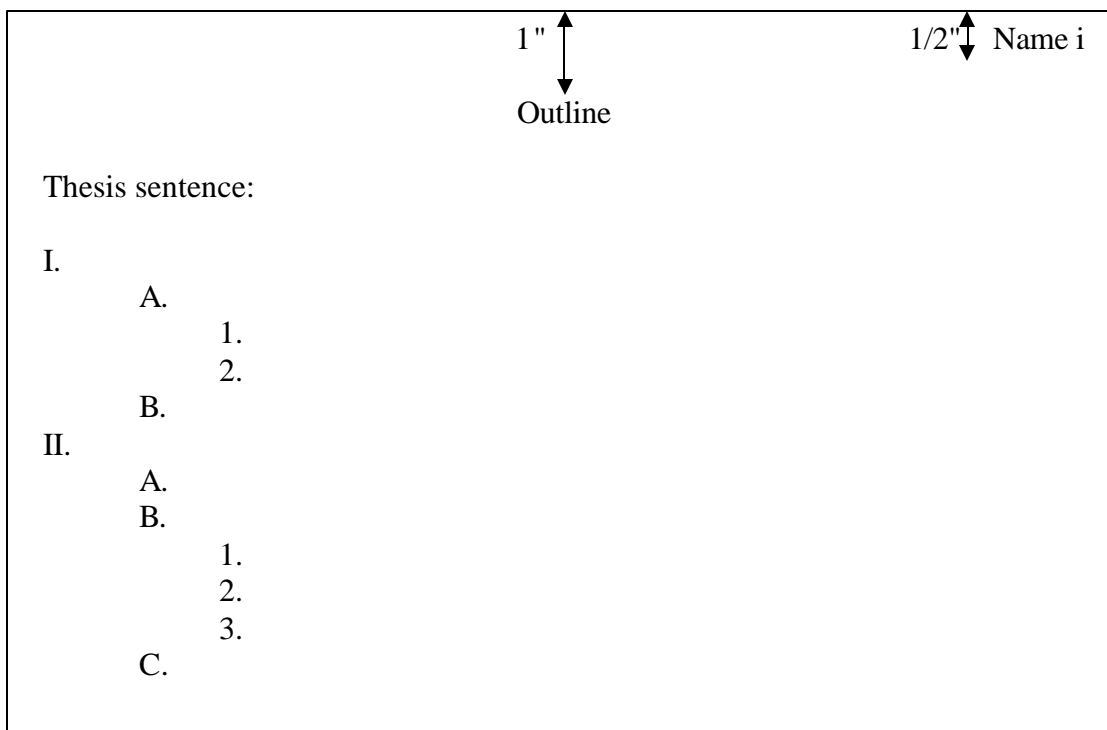 1" 1/2" Name i
Outline
Thesis sentence:
I.
A.
1.
2.
B.
II.
A.
B.
1.
2.
3.
C.